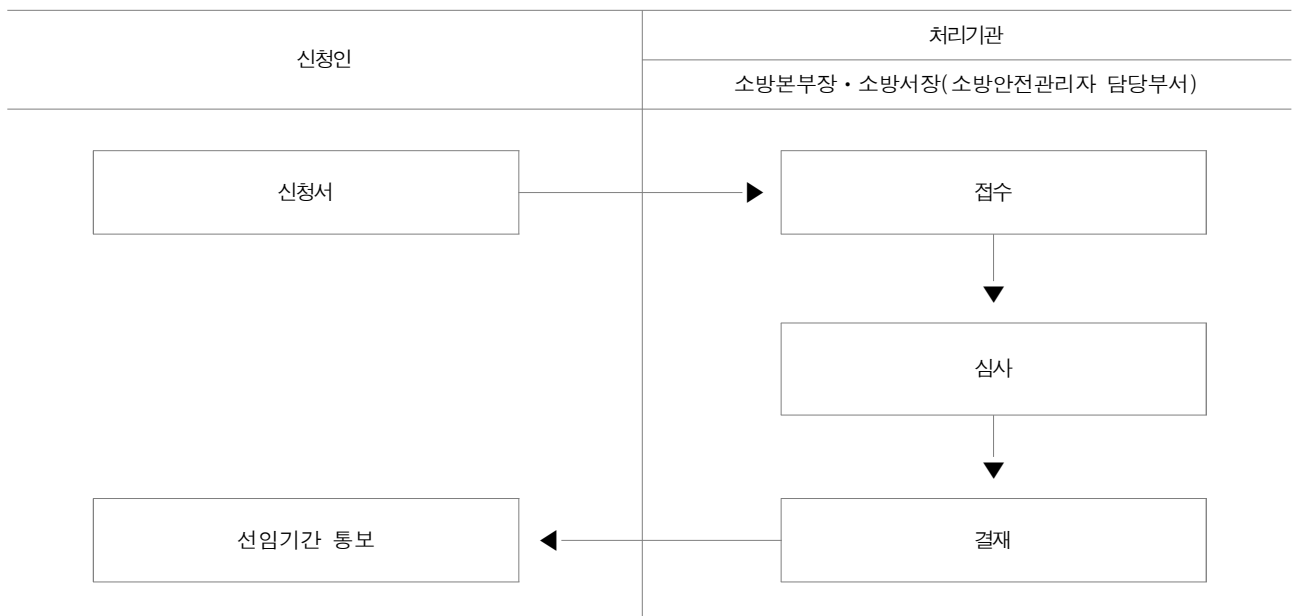 신청인
처리기관
소방본부장・소방서장(소방안전관리자 담당부서)
신청서
접수
심사
선임기간 통보
결재